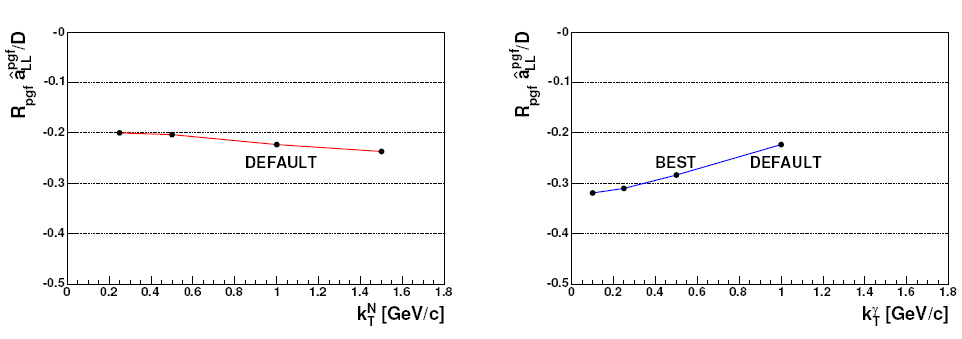 R_pgf â_LL^pgf/D
-0
-0.1
-0.2
-0.3
-0.4
-0.5
DEFAULT
0 0.2 0.4 0.6 0.8 1 1.2 1.4 1.6 1.8
k_T^N [GeV/c]
R_pgf â_LL^pgf/D
-0
-0.1
-0.2
-0.3
-0.4
-0.5
BEST DEFAULT
0 0.2 0.4 0.6 0.8 1 1.2 1.4 1.6 1.8
k_T^γ [GeV/c]